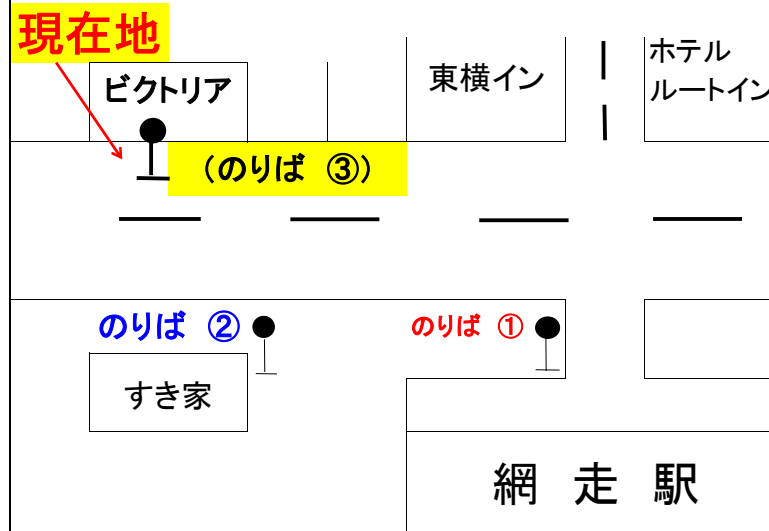 現在地
ビクトリア
東横イン
ホテル
ルートイン
（のりば　③）
のりば　②
のりば　①
すき家
網　走　駅